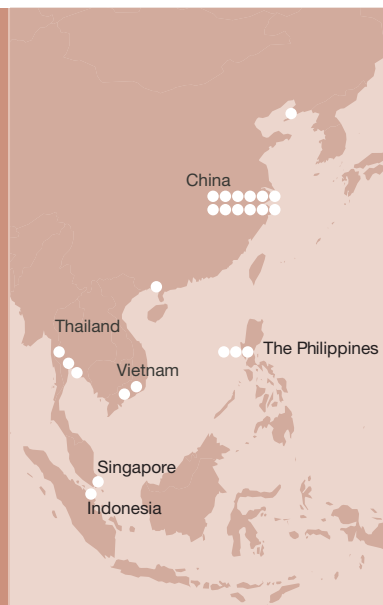 China
Thailand
The Philippines
Vietnam
Singapore
Indonesia